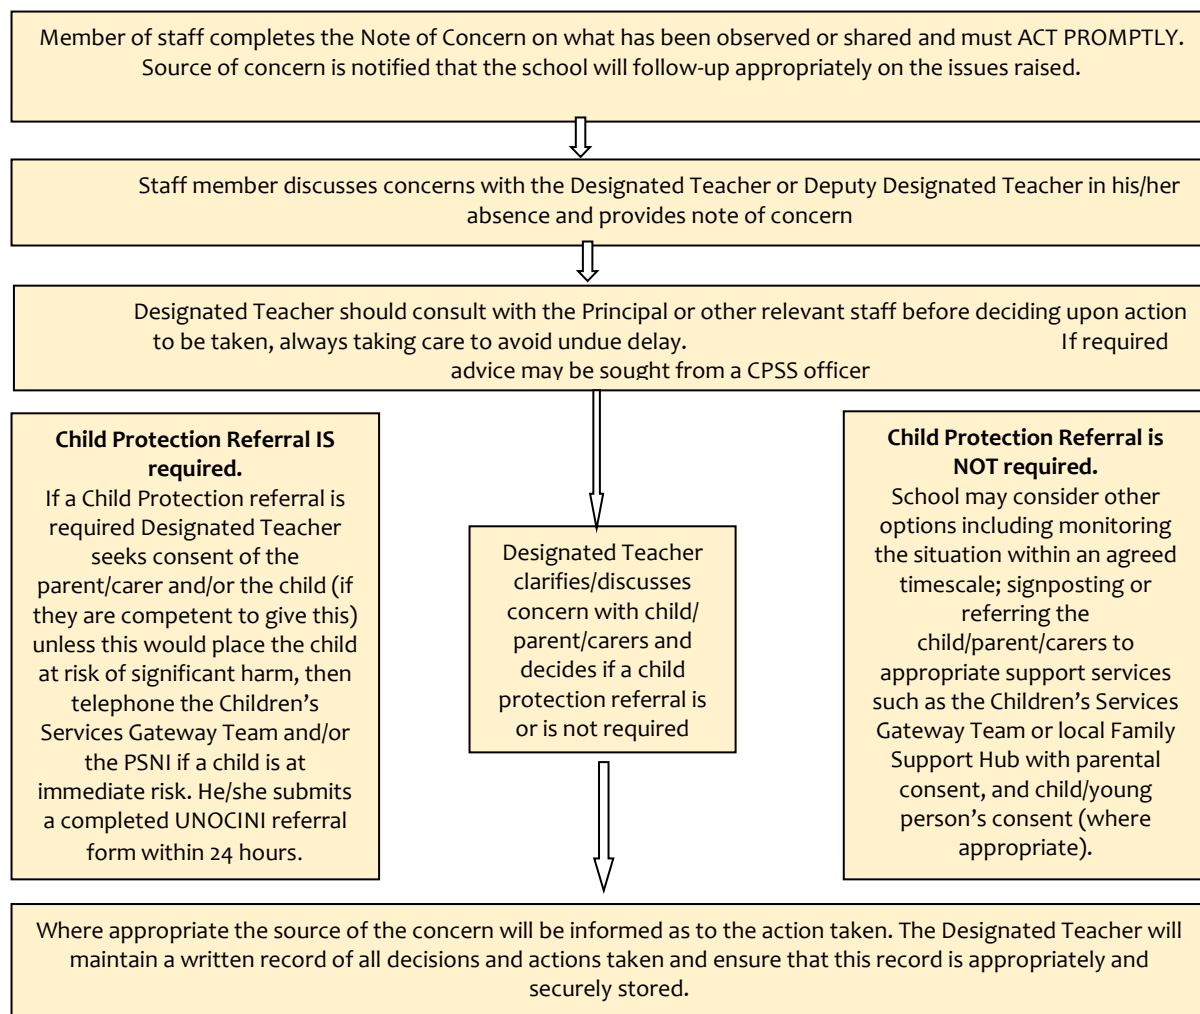 Member of staff completes the Note of Concern on what has been observed or shared and must ACT PROMPTLY.
Source of concern is notified that the school will follow-up appropriately on the issues raised.
Staff member discusses concerns with the Designated Teacher or Deputy Designated Teacher in his/her
absence and provides note of concern
Designated Teacher should consult with the Principal or other relevant staff before deciding upon action
to be taken, always taking care to avoid undue delay. If required
advice may be sought from a CPSS officer
Child Protection Referral IS
required.
If a Child Protection referral is
required Designated Teacher
seeks consent of the
parent/carer and/or the child (if
they are competent to give this)
unless this would place the child
at risk of significant harm, then
telephone the Children’s
Services Gateway Team and/or
the PSNI if a child is at
immediate risk. He/she submits
a completed UNOCINI referral
form within 24 hours.
Designated Teacher
clarifies/discusses
concern with child/
parent/carers and
decides if a child
protection referral is
or is not required
Child Protection Referral is
NOT required.
School may consider other
options including monitoring
the situation within an agreed
timescale; signposting or
referring the
child/parent/carers to
appropriate support services
such as the Children’s Services
Gateway Team or local Family
Support Hub with parental
consent, and child/young
person’s consent (where
appropriate).
Where appropriate the source of the concern will be informed as to the action taken. The Designated Teacher will
maintain a written record of all decisions and actions taken and ensure that this record is appropriately and
securely stored.